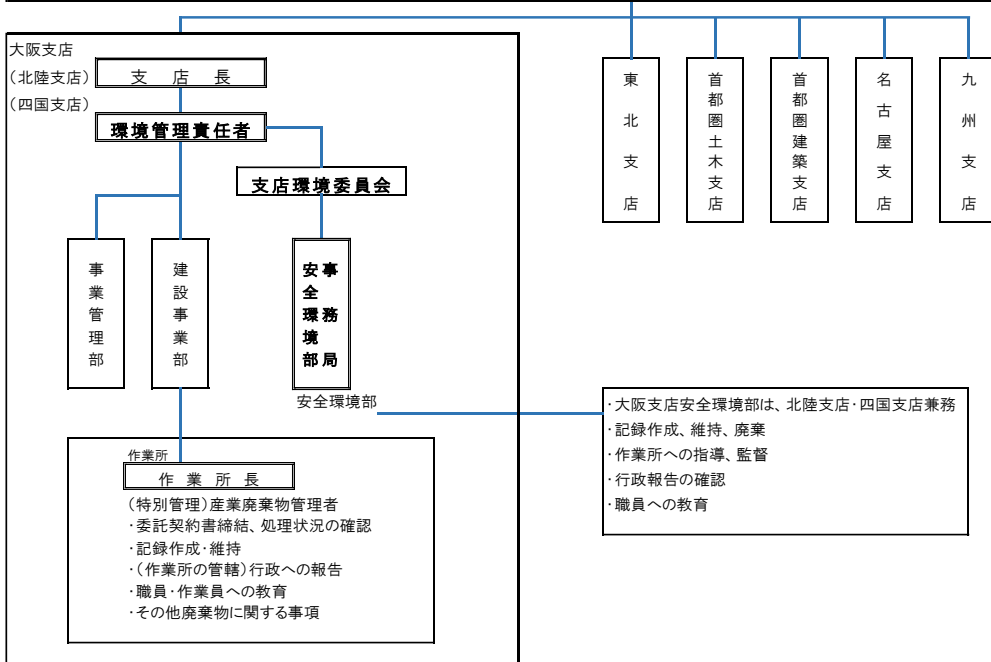 大阪支店
(北陸支店)
(四国支店)
支店長
環境管理責任者
支店環境委員会
事業管理部
建設事業部
事務局
安全環境部
安全環境部
作業所
作業所長
(特別管理)産業廃棄物管理者
・委託契約書締結、処理状況の確認
・記録作成・維持
・(作業所の管轄)行政への報告
・職員・作業員への教育
・その他廃棄物に関する事項
東北支店
首都圏土木支店
首都圏建築支店
名古屋支店
九州支店
・大阪支店安全環境部は、北陸支店・四国支店兼務
・記録作成、維持、廃棄
・作業所への指導、監督
・行政報告の確認
・職員への教育